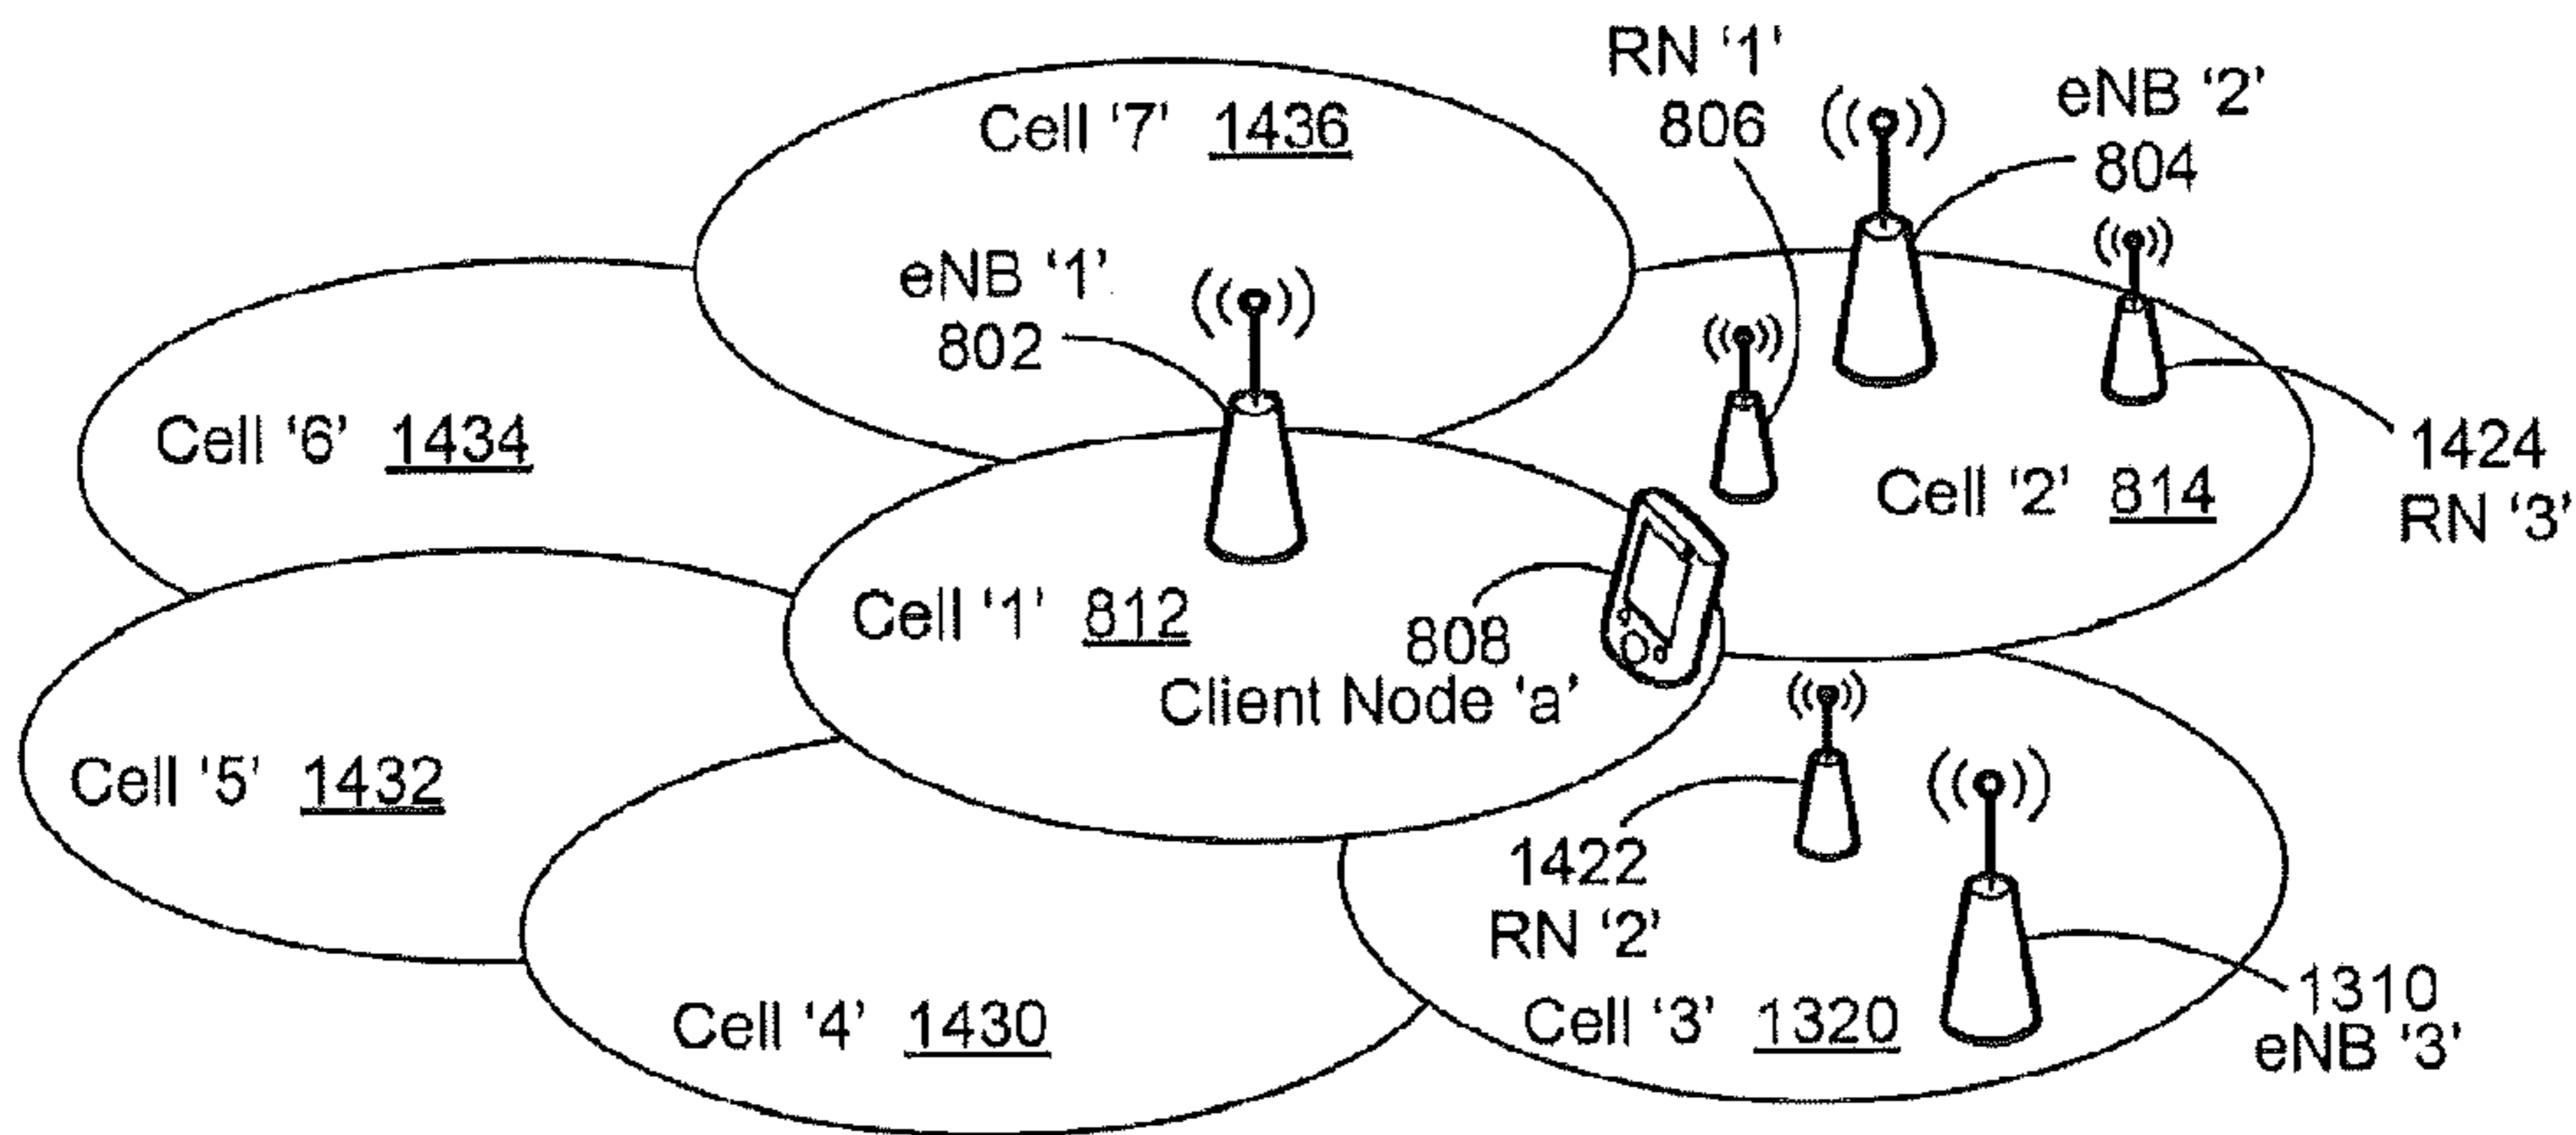 RN ‘1’
806
eNB ‘2’
804
Cell ‘7’ 1436
eNB ‘1’
802
Cell ‘6’ 1434
1424
RN ‘3’
Cell ‘2’ 814
Cell ‘1’ 812
808
Client Node ‘a’
Cell ‘5’ 1432
1422
RN ‘2’
Cell ‘4’ 1430
Cell ‘3’ 1320
1310
eNB ‘3’